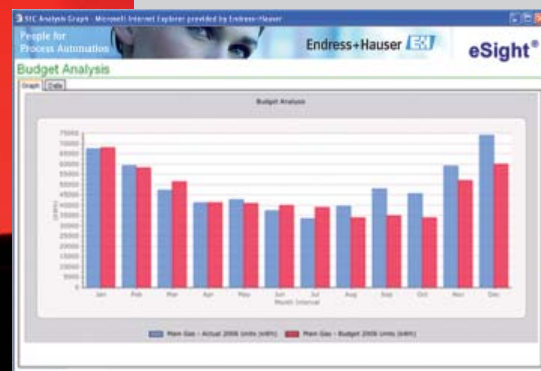 SEC Analysis Graph - Microsoft Internet Explorer provided by Endress+Hauser
People for
Process Automation
Endress+Hauser EH
eSight®
Budget Analysis
Graph Data
Budget Analysis
75000
70000
65000
60000
55000
50000
45000
40000
35000
30000
25000
20000
15000
10000
5000
0
Jan Feb Mar Apr May Jun Jul Aug Sep Oct Nov Dec
Month Interval
Main Gas - Actual 2006 Units (kWh) Main Gas - Budget 2006 Units (kWh)